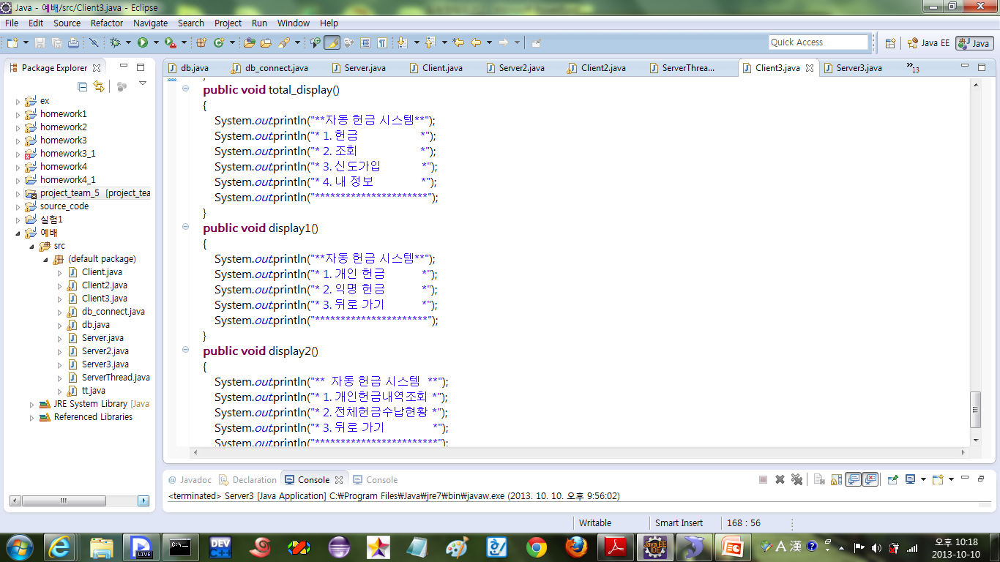 Java - 예배/src/Client3.java - Eclipse
File Edit Source Refactor Navigate Search Project Run Window Help
Quick Access
Java EE
Java
Package Explorer
ex
homework1
homework2
homework3
homework3_1
homework4
homework4_1
project_team_5 [project_tea
source_code
실험1
예배
src
(default package)
Client.java
Client2.java
Client3.java
db_connect.java
db.java
Server.java
Server2.java
Server3.java
ServerThread.java
tt.java
JRE System Library [Java
Referenced Libraries
db.java db_connect.java Server.java Client.java Server2.java Client2.java ServerThrea... Client3.java Server3.java »13
}
public void total_display()
{
System.out.println("**자동 헌금 시스템**");
System.out.println("* 1. 헌금 *");
System.out.println("* 2. 조회 *");
System.out.println("* 3. 신도가입 *");
System.out.println("* 4. 내 정보 *");
System.out.println("**********************");
}
public void display1()
{
System.out.println("**자동 헌금 시스템**");
System.out.println("* 1. 개인 헌금 *");
System.out.println("* 2. 익명 헌금 *");
System.out.println("* 3. 뒤로 가기 *");
System.out.println("**********************");
}
public void display2()
{
System.out.println("** 자동 헌금 시스템 **");
System.out.println("* 1. 개인헌금내역조회 *");
System.out.println("* 2. 전체헌금수납현황 *");
System.out.println("* 3. 뒤로 가기 *");
System.out.println("************************");
@ Javadoc Declaration Console Console
<terminated> Server3 [Java Application] C:₩Program Files₩Java₩jre7₩bin₩javaw.exe (2013. 10. 10. 오후 9:56:02)
Writable Smart Insert 168 : 56
LIVE
C:\
DEV
C++
Java EE
IDE
A 漢
오후 10:18
2013-10-10